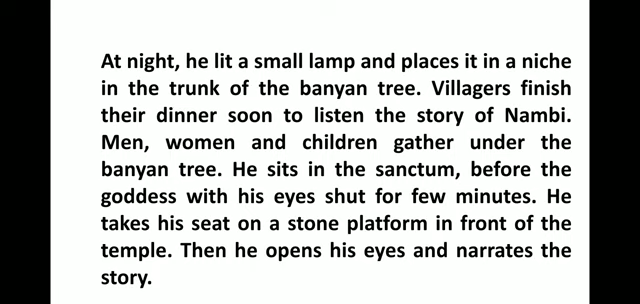 At night, he lit a small lamp and places it in a niche
in the trunk of the banyan tree. Villagers finish
their dinner soon to listen the story of Nambi.
Men, women and children gather under the
banyan tree. He sits in the sanctum, before the
goddess with his eyes shut for few minutes. He
takes his seat on a stone platform in front of the
temple. Then he opens his eyes and narrates the
story.